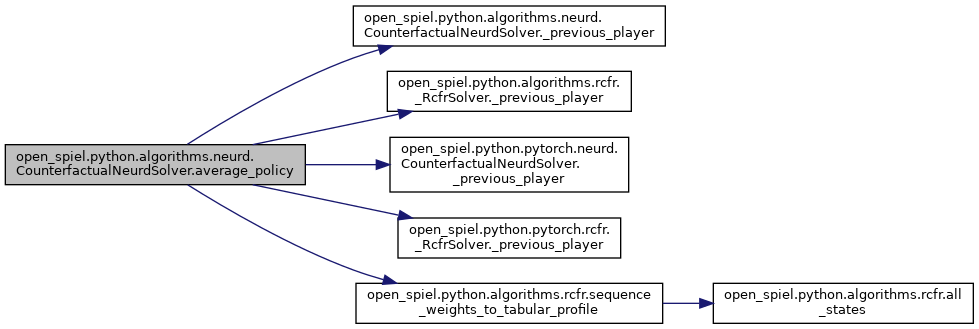 open_spiel.python.algorithms.neurd.
CounterfactualNeurdSolver._previous_player
open_spiel.python.algorithms.rcfr.
_RcfrSolver._previous_player
open_spiel.python.algorithms.neurd.
CounterfactualNeurdSolver.average_policy
open_spiel.python.pytorch.neurd.
CounterfactualNeurdSolver.
_previous_player
open_spiel.python.pytorch.rcfr.
_RcfrSolver._previous_player
open_spiel.python.algorithms.rcfr.sequence
_weights_to_tabular_profile
open_spiel.python.algorithms.rcfr.all
_states